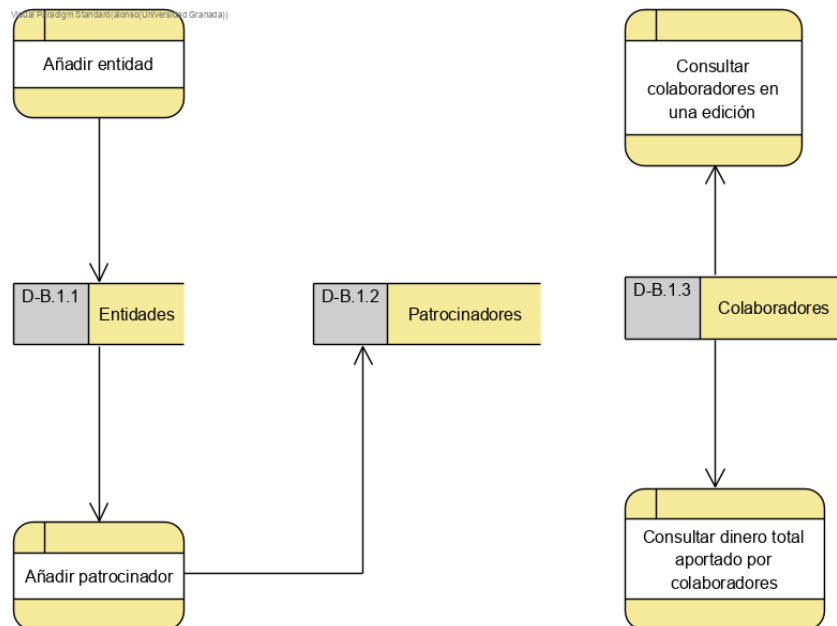 Visual Paradigm Standard(alonso(Universidad Granada))
Añadir entidad
Consultar
colaboradores en
una edición
D-B.1.1
Entidades
D-B.1.2
Patrocinadores
D-B.1.3
Colaboradores
Añadir patrocinador
Consultar dinero total
aportado por
colaboradores